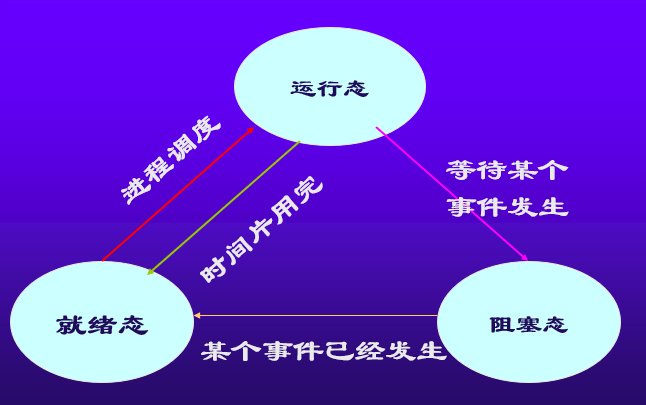 运行态
进程调度
时间片用完
等待某个
事件发生
就绪态
阻塞态
某个事件已经发生